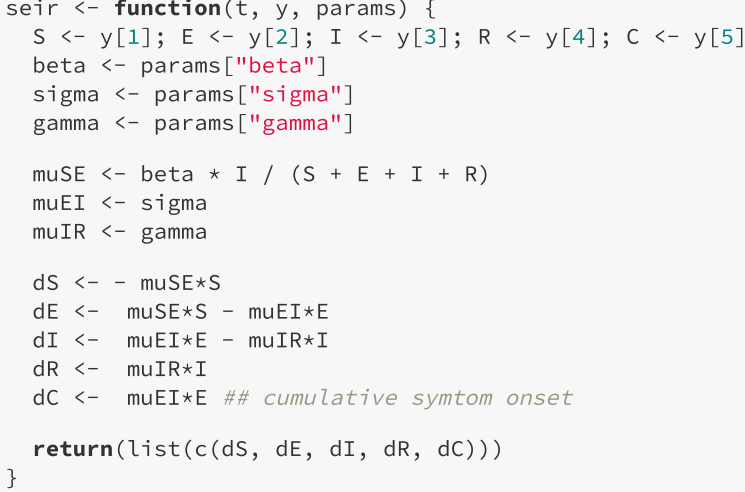 seir <- function(t, y, params) {
  S <- y[1]; E <- y[2]; I <- y[3]; R <- y[4]; C <- y[5]
  beta <- params["beta"]
  sigma <- params["sigma"]
  gamma <- params["gamma"]

  muSE <- beta * I / (S + E + I + R)
  muEI <- sigma
  muIR <- gamma

  dS <- - muSE*S
  dE <-  muSE*S - muEI*E
  dI <-  muEI*E - muIR*I
  dR <-  muIR*I
  dC <-  muEI*E ## cumulative symtom onset

  return(list(c(dS, dE, dI, dR, dC)))
}